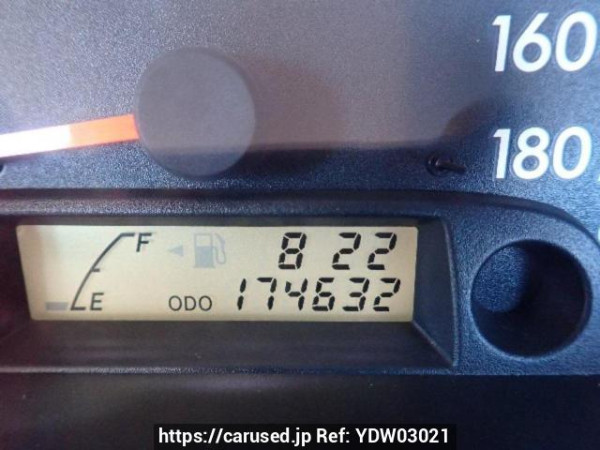 160
180
F
8 22
E
ODO 174632
https://carused.jp Ref: YDW03021